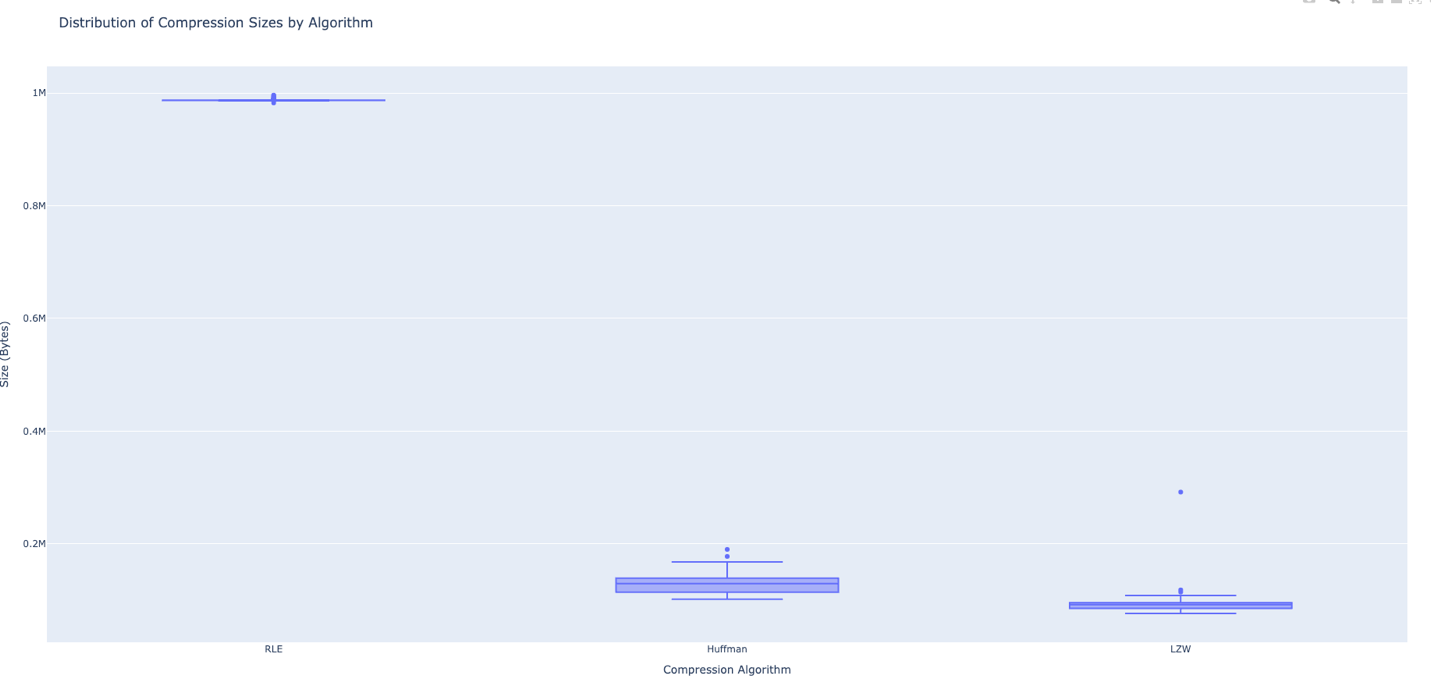 Distribution of Compression Sizes by Algorithm
1M
0.8M
0.6M
0.4M
0.2M
Size (Bytes)
RLE
Huffman
LZW
Compression Algorithm